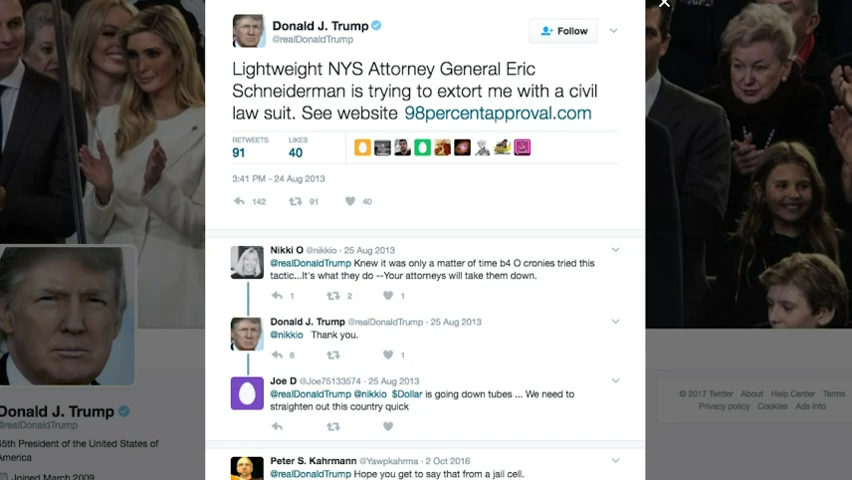 Donald J. Trump
@realDonaldTrump
Follow
Lightweight NYS Attorney General Eric
Schneiderman is trying to extort me with a civil
law suit. See website 98percentapproval.com
RETWEETS LIKES
91 40
3:41 PM - 24 Aug 2013
142 91 40
Nikki O @nikkio · 25 Aug 2013
@realDonaldTrump Knew it was only a matter of time b4 O cronies tried this
tactic...It's what they do --Your attorneys will take them down.
1 2 1
Donald J. Trump @realDonaldTrump · 25 Aug 2013
@nikkio Thank you.
6 1
Joe D @Joe75133574 · 25 Aug 2013
@realDonaldTrump @nikkio $Dollar is going down tubes ... We need to
straighten out this country quick
Peter S. Kahrmann @Yawpkahrma · 2 Oct 2016
@realDonaldTrump Hope you get to say that from a jail cell.
Donald J. Trump
@realDonaldTrump
45th President of the United States of
America
Joined March 2009
© 2017 Twitter About Help Center Terms
Privacy policy Cookies Ads info